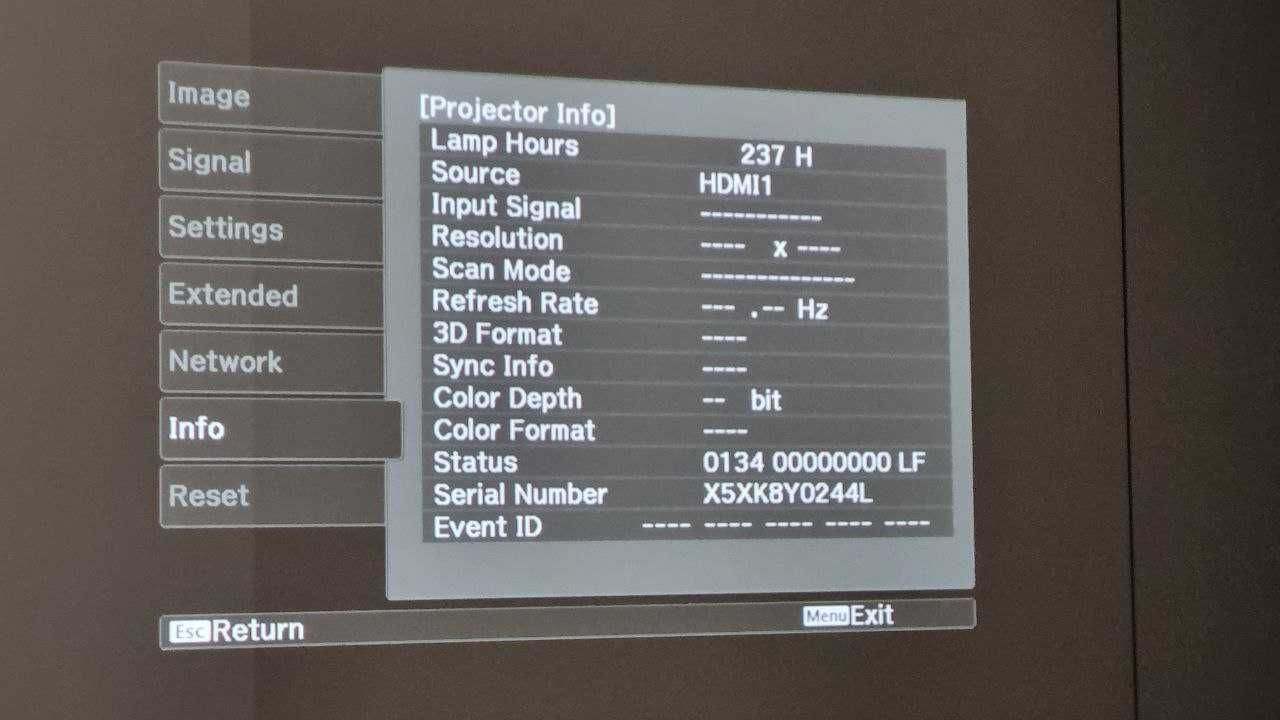 Image
Signal
Settings
Extended
Network
Info
Reset
[Projector Info]
Lamp Hours 237 H
Source HDMI1
Input Signal -----------
Resolution ---- x ----
Scan Mode --------------
Refresh Rate --- .-- Hz
3D Format ----
Sync Info ----
Color Depth -- bit
Color Format ----
Status 0134 00000000 LF
Serial Number X5XK8Y0244L
Event ID ---- ---- ---- ---- ----
Esc Return Menu Exit